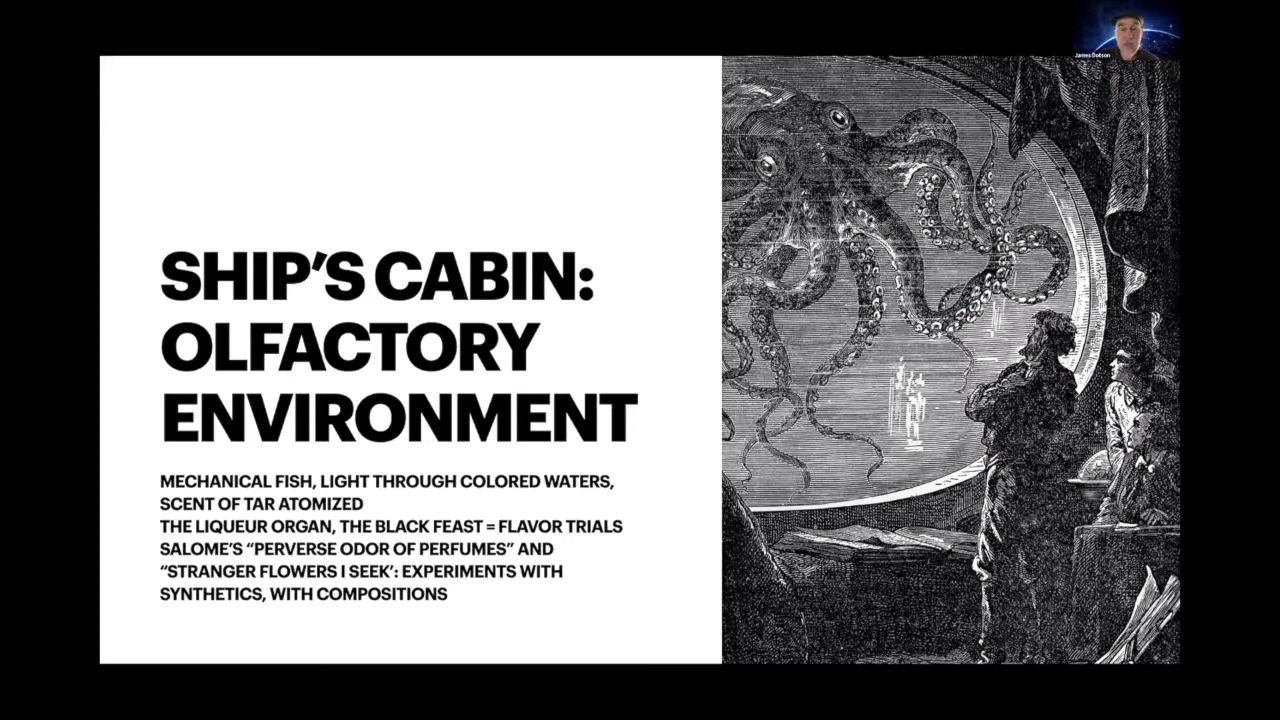 James Dotson
SHIP’S CABIN:
OLFACTORY
ENVIRONMENT
MECHANICAL FISH, LIGHT THROUGH COLORED WATERS,
SCENT OF TAR ATOMIZED
THE LIQUEUR ORGAN, THE BLACK FEAST = FLAVOR TRIALS
SALOME’S “PERVERSE ODOR OF PERFUMES” AND
“STRANGER FLOWERS I SEEK’: EXPERIMENTS WITH
SYNTHETICS, WITH COMPOSITIONS